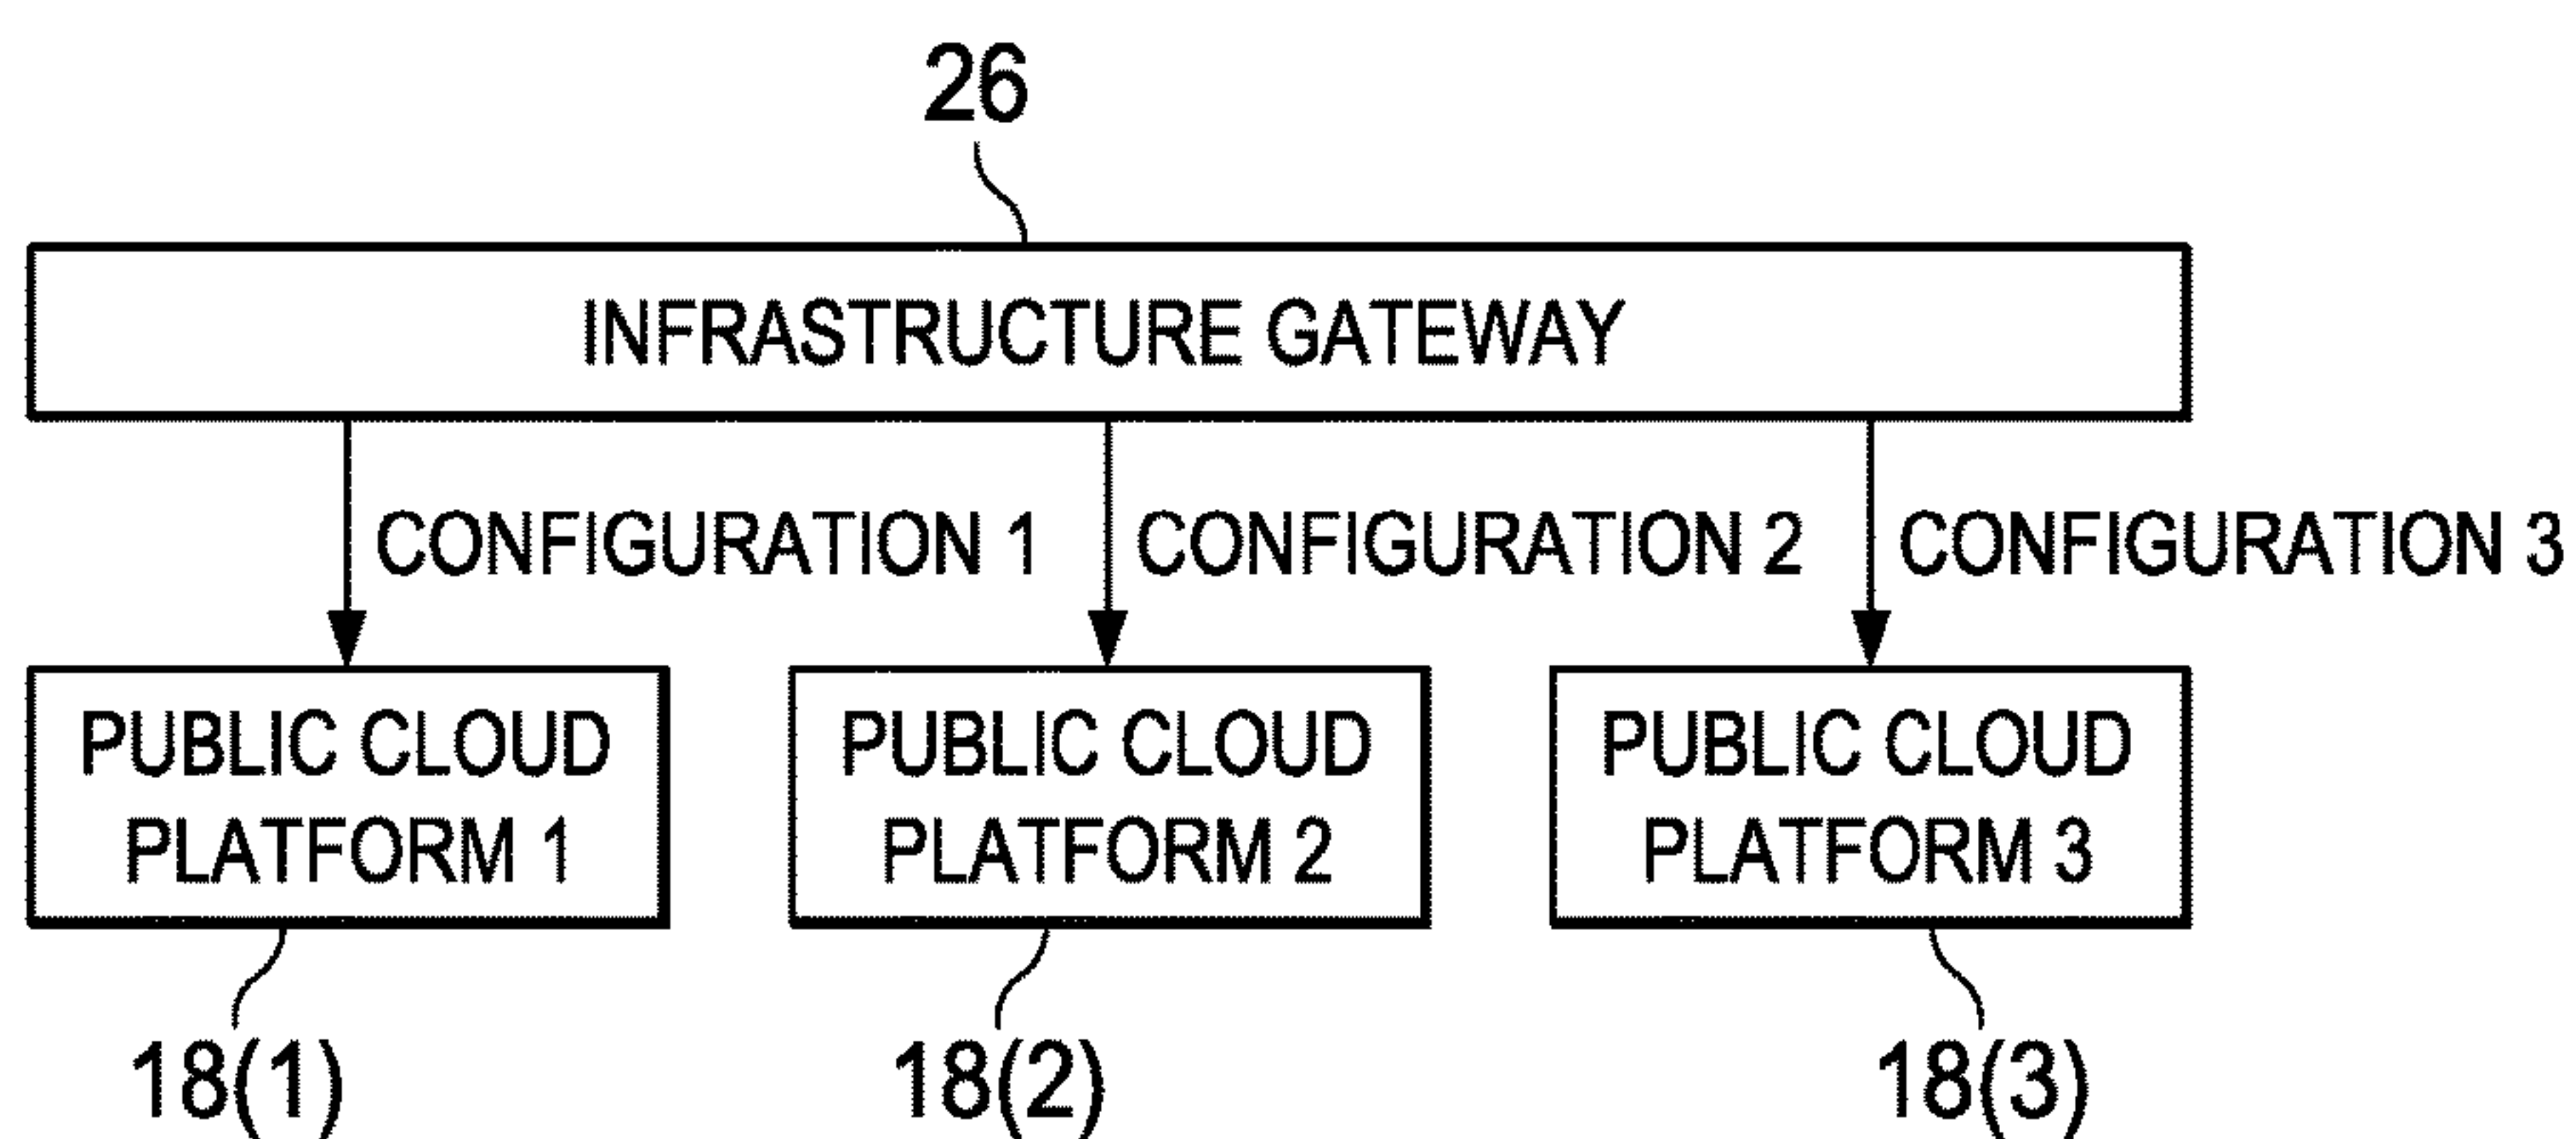 26
INFRASTRUCTURE GATEWAY
CONFIGURATION 1
CONFIGURATION 2
CONFIGURATION 3
PUBLIC CLOUD
PLATFORM 1
PUBLIC CLOUD
PLATFORM 2
PUBLIC CLOUD
PLATFORM 3
18(1)
18(2)
18(3)